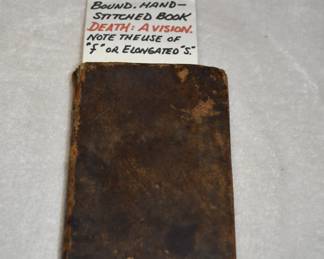 BOUND. HAND-
STITCHED BOOK
DEATH: A VISION.
NOTE THE USE OF
"f" OR ELONGATED "S."